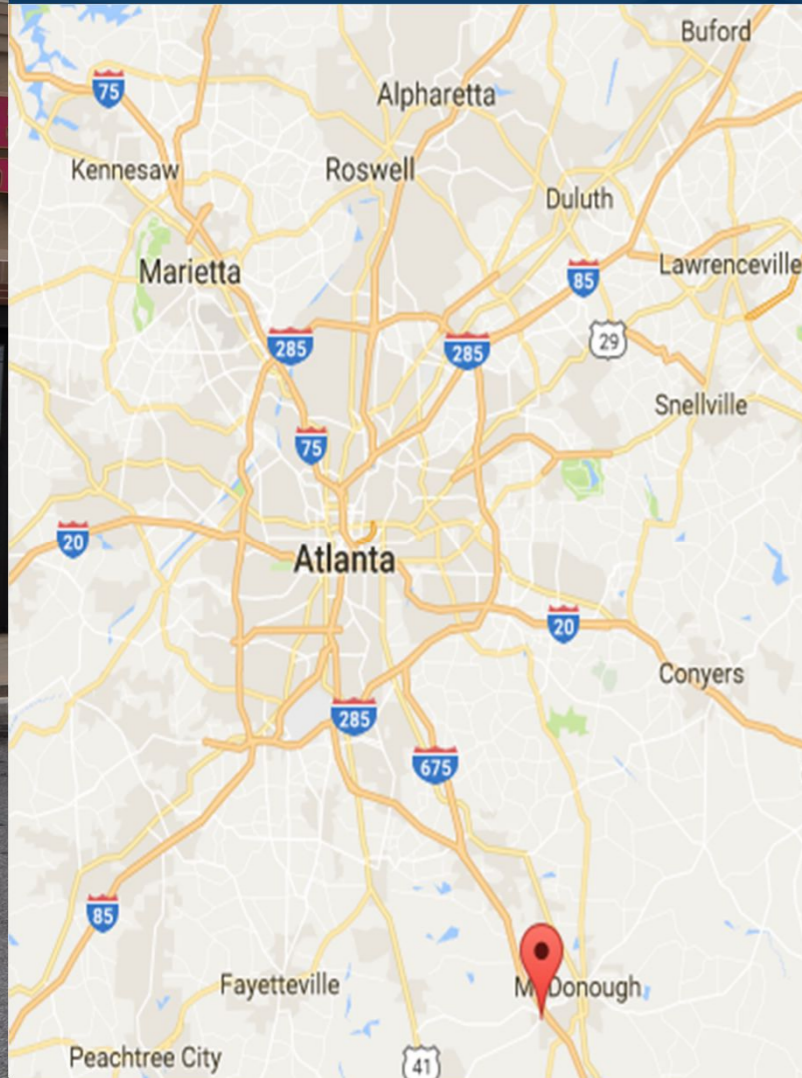 Buford
75
Alpharetta
Kennesaw
Roswell
Duluth
Marietta
85
Lawrenceville
285
285
29
Snellville
75
20
Atlanta
20
Conyers
285
675
85
Fayetteville
McDonough
Peachtree City
41